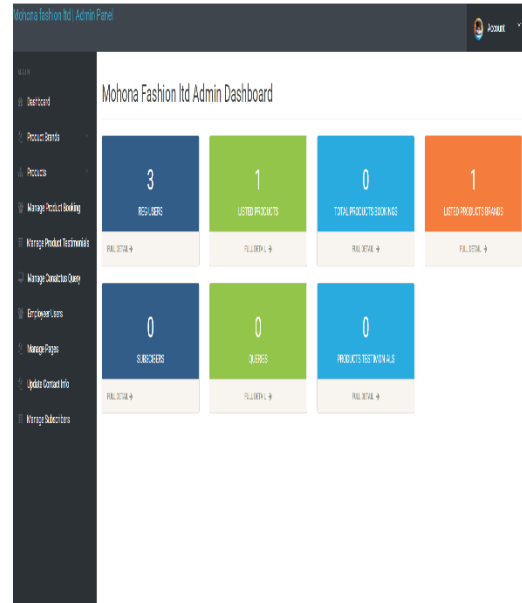 Mohona fashion ltd | Admin Panel
Account
MAIN
Dashboard
Product Brands
Products
Manage Product Booking
Manage Product Testimonials
Manage Conatctus Query
Employeer Users
Manage Pages
Update Contact Info
Manage Subscribers
Mohona Fashion ltd Admin Dashboard
3
REG USERS
FULL DETAIL
1
LISTED PRODUCTS
FULL DETAIL
0
TOTAL PRODUCTS BOOKINGS
FULL DETAIL
1
LISTED PRODUCTS BRANDS
FULL DETAIL
0
SUBSCIBERS
FULL DETAIL
0
QUERIES
FULL DETAIL
0
PRODUCTS TESTIMONIALS
FULL DETAIL